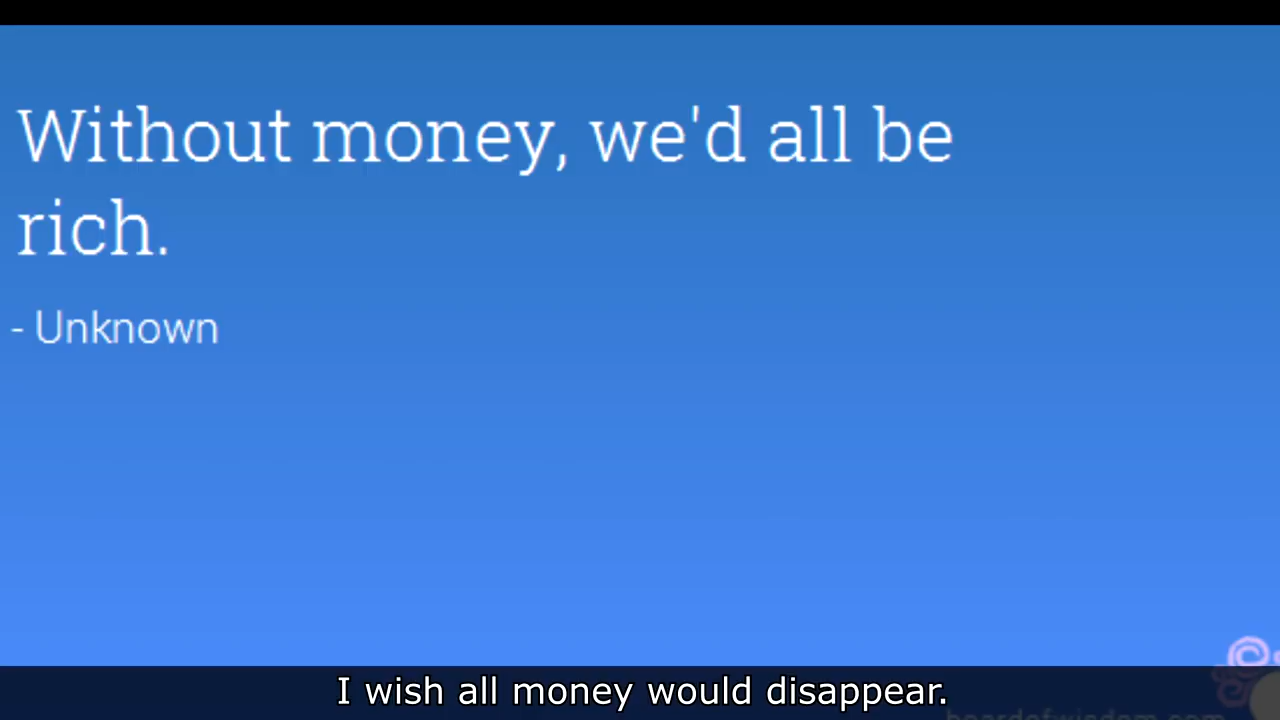 Without money, we'd all be
rich.
- Unknown
I wish all money would disappear.